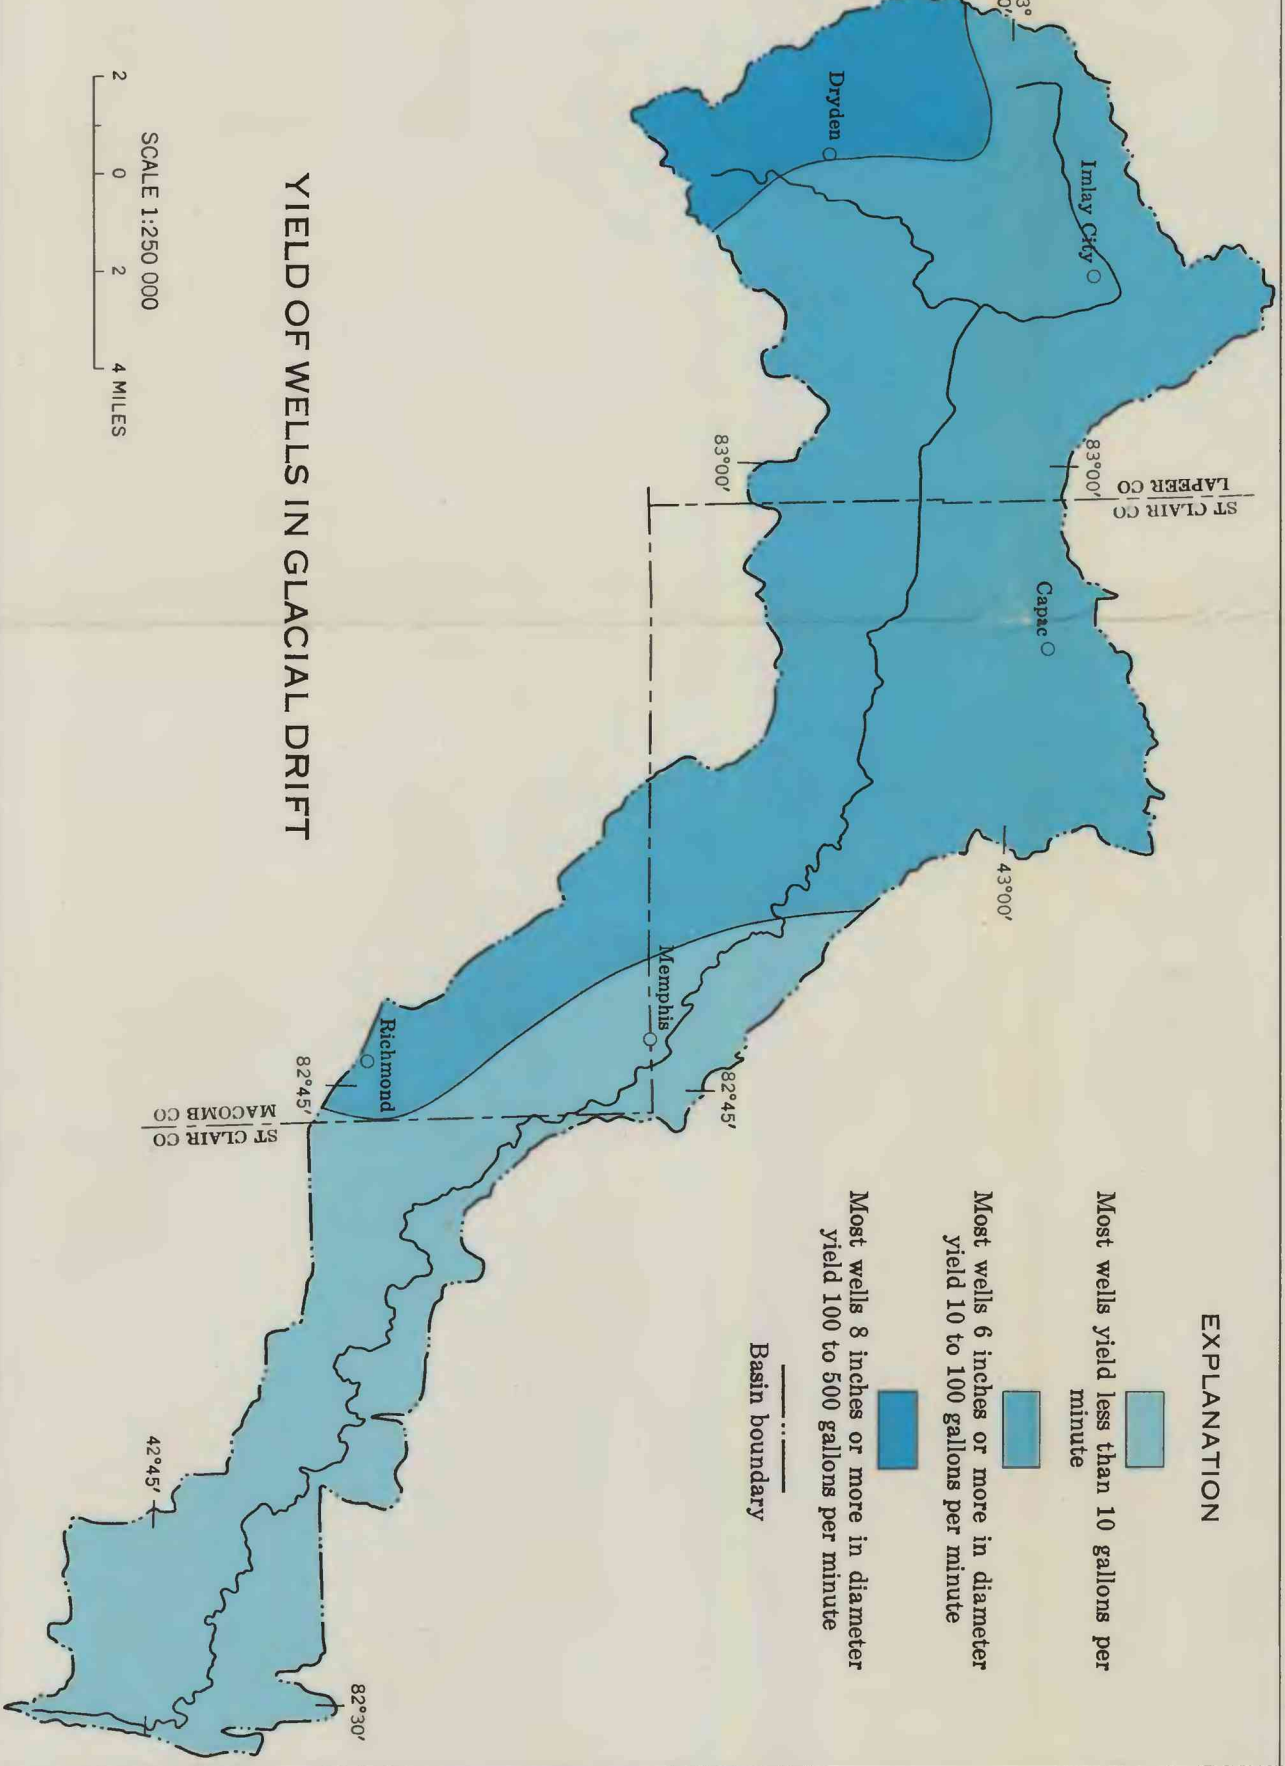 EXPLANATION
Most wells yield less than 10 gallons per
minute
Most wells 6 inches or more in diameter
yield 10 to 100 gallons per minute
Most wells 8 inches or more in diameter
yield 100 to 500 gallons per minute
Basin boundary
Imlay City
Dryden
83°00′
LAPEER CO
ST CLAIR CO
83°00′
Capac
43°00′
Memphis
82°45′
Richmond
82°45′
MACOMB CO
ST CLAIR CO
42°45′
82°30′
YIELD OF WELLS IN GLACIAL DRIFT
SCALE 1:250 000
2 0 2 4 MILES